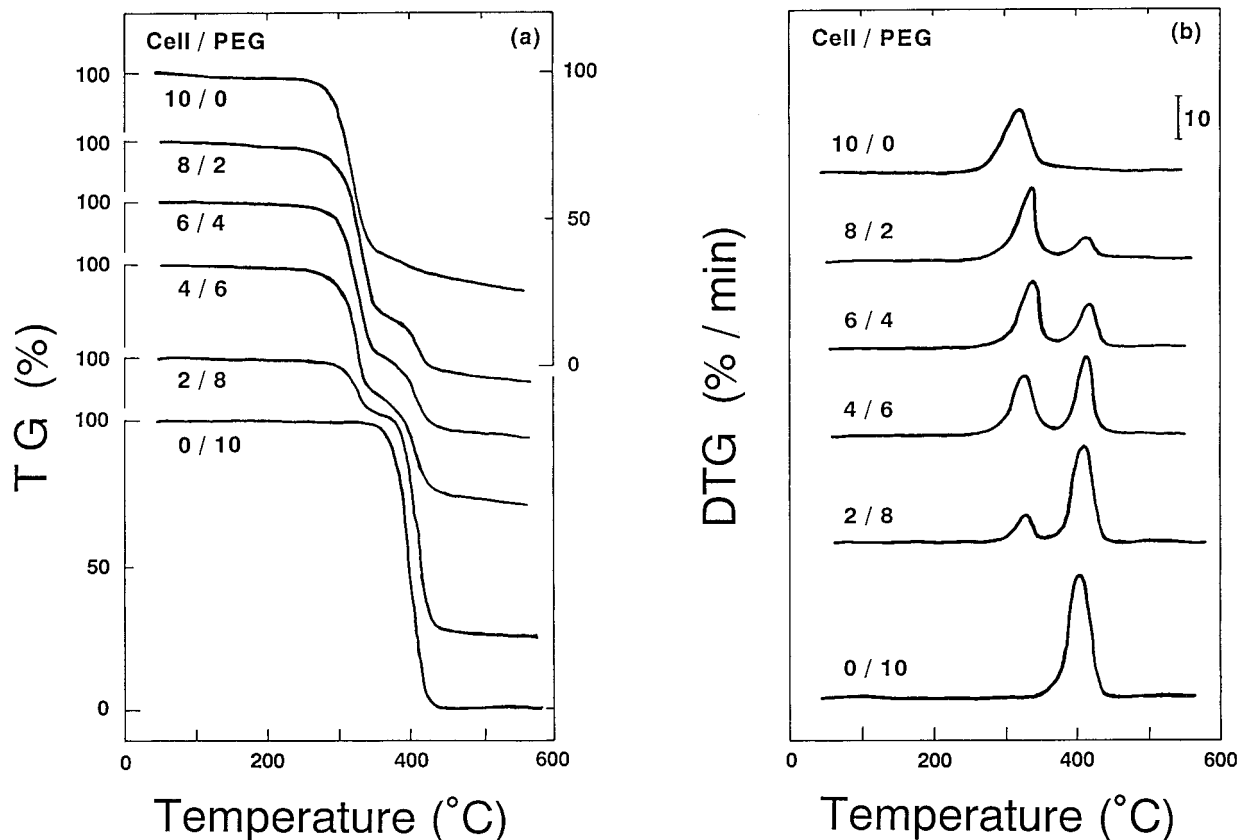 Cell / PEG (a)
100
10 / 0
100
8 / 2
100
6 / 4
100
4 / 6
100
2 / 8
100
0 / 10
50
0
100
50
0
0 200 400 600
T G (%)
Temperature (°C)
Cell / PEG (b)
10
10 / 0
8 / 2
6 / 4
4 / 6
2 / 8
0 / 10
0 200 400 600
DTG (% / min)
Temperature (°C)